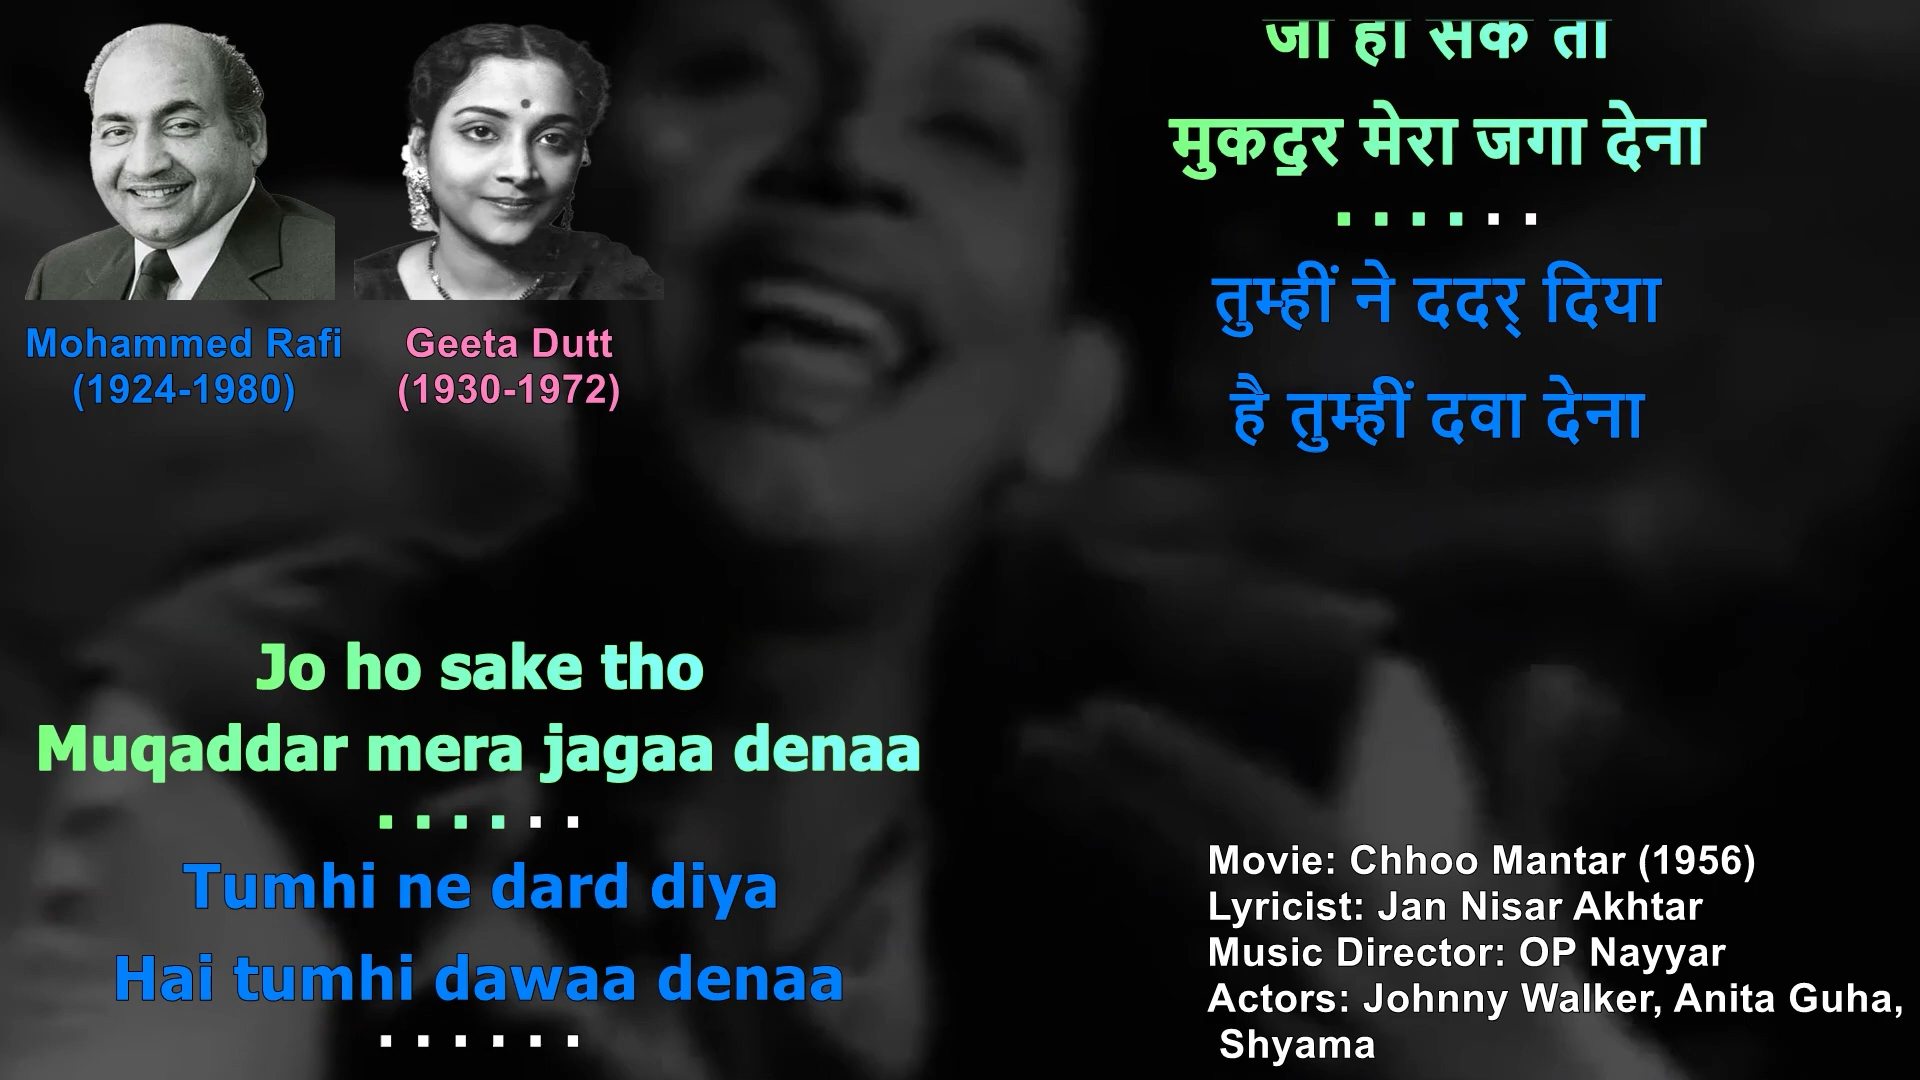 जो हो सके तो
मुकद्दर मेरा जगा देना
तुम्हीं ने ददर् दिया
है तुम्हीं दवा देना
Mohammed Rafi
(1924-1980)
Geeta Dutt
(1930-1972)
Jo ho sake tho
Muqaddar mera jagaa denaa
Tumhi ne dard diya
Hai tumhi dawaa denaa
Movie: Chhoo Mantar (1956)
Lyricist: Jan Nisar Akhtar
Music Director: OP Nayyar
Actors: Johnny Walker, Anita Guha,
Shyama